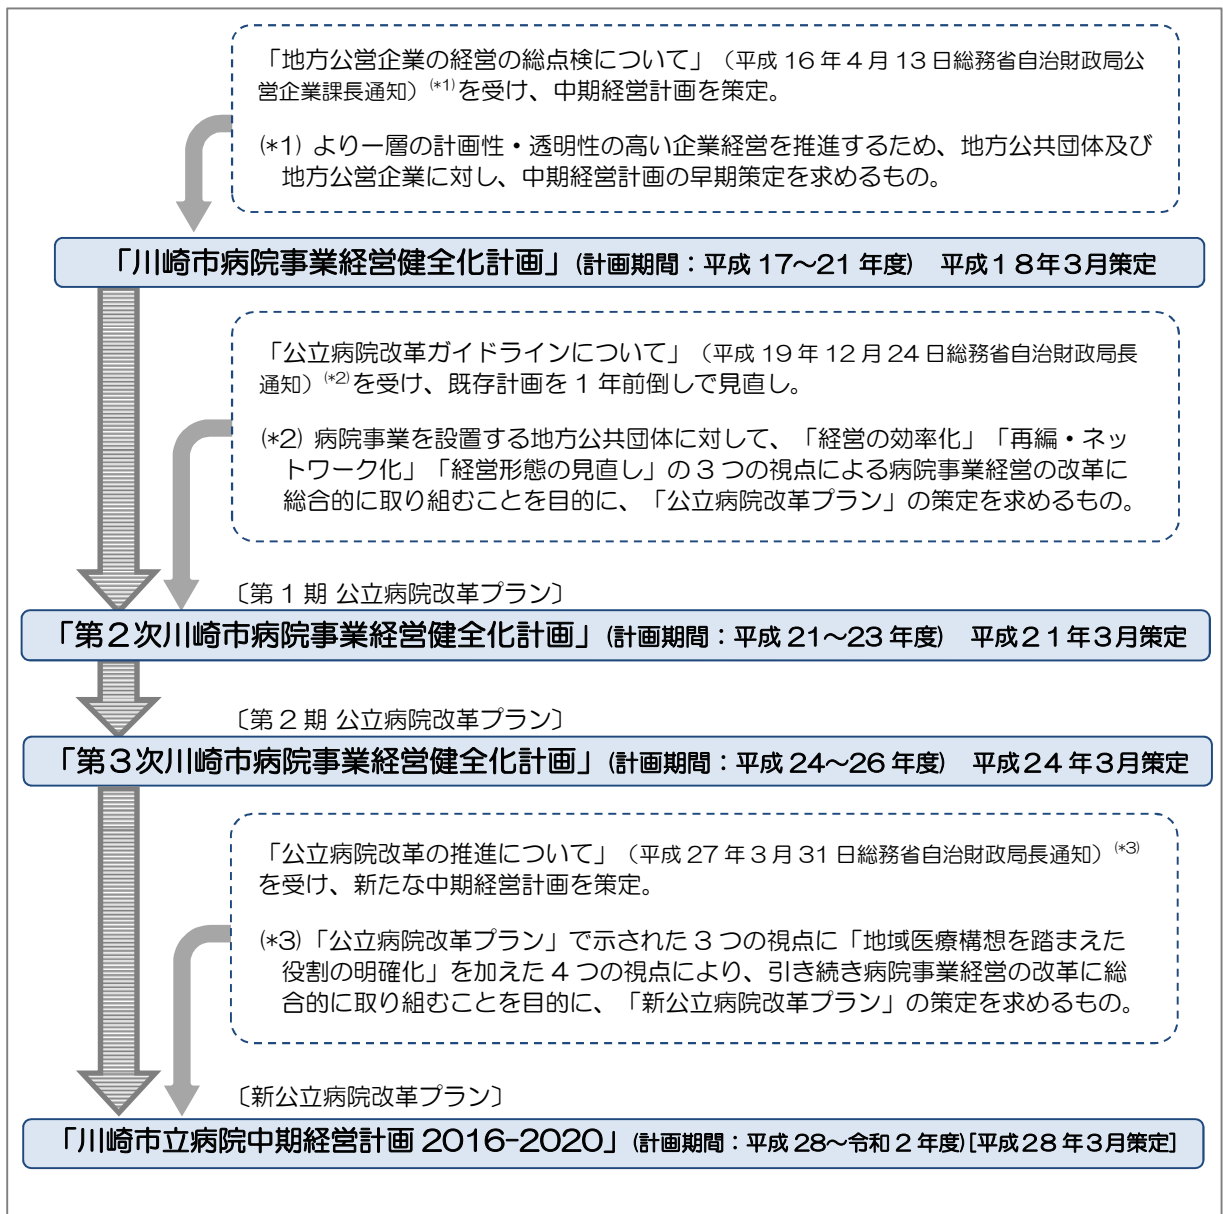 「地方公営企業の経営の総点検について」（平成 16 年 4 月 13 日総務省自治財政局公
営企業課長通知）(*1)を受け、中期経営計画を策定。
(*1) より一層の計画性・透明性の高い企業経営を推進するため、地方公共団体及び
地方公営企業に対し、中期経営計画の早期策定を求めるもの。
「川崎市病院事業経営健全化計画」(計画期間：平成 17～21 年度)　平成１８年３月策定
「公立病院改革ガイドラインについて」（平成 19 年 12 月 24 日総務省自治財政局長
通知）(*2)を受け、既存計画を 1 年前倒しで見直し。
(*2) 病院事業を設置する地方公共団体に対して、「経営の効率化」「再編・ネッ
トワーク化」「経営形態の見直し」の 3 つの視点による病院事業経営の改革に
総合的に取り組むことを目的に、「公立病院改革プラン」の策定を求めるもの。
〔第 1 期 公立病院改革プラン〕
「第２次川崎市病院事業経営健全化計画」(計画期間：平成 21～23 年度)　平成２１年３月策定
〔第 2 期 公立病院改革プラン〕
「第３次川崎市病院事業経営健全化計画」(計画期間：平成 24～26 年度)　平成２４年３月策定
「公立病院改革の推進について」（平成 27 年 3 月 31 日総務省自治財政局長通知）(*3)
を受け、新たな中期経営計画を策定。
(*3)「公立病院改革プラン」で示された 3 つの視点に「地域医療構想を踏まえた
役割の明確化」を加えた 4 つの視点により、引き続き病院事業経営の改革に総
合的に取り組むことを目的に、「新公立病院改革プラン」の策定を求めるもの。
〔新公立病院改革プラン〕
「川崎市立病院中期経営計画 2016-2020」(計画期間：平成 28～令和 2 年度)[平成２８年３月策定]